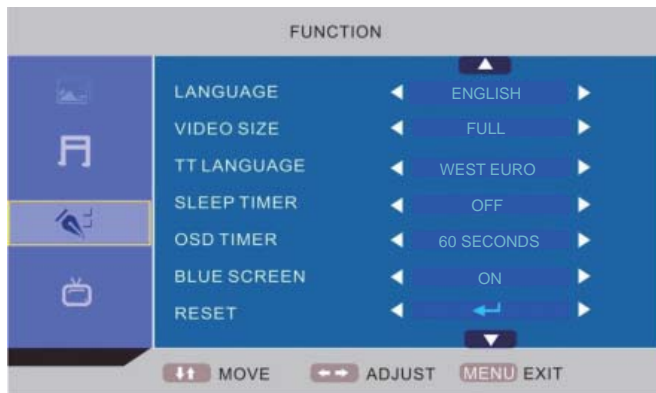 FUNCTION
LANGUAGE ENGLISH
VIDEO SIZE FULL
TT LANGUAGE WEST EURO
SLEEP TIMER OFF
OSD TIMER 60 SECONDS
BLUE SCREEN ON
RESET
MOVE ADJUST MENU EXIT